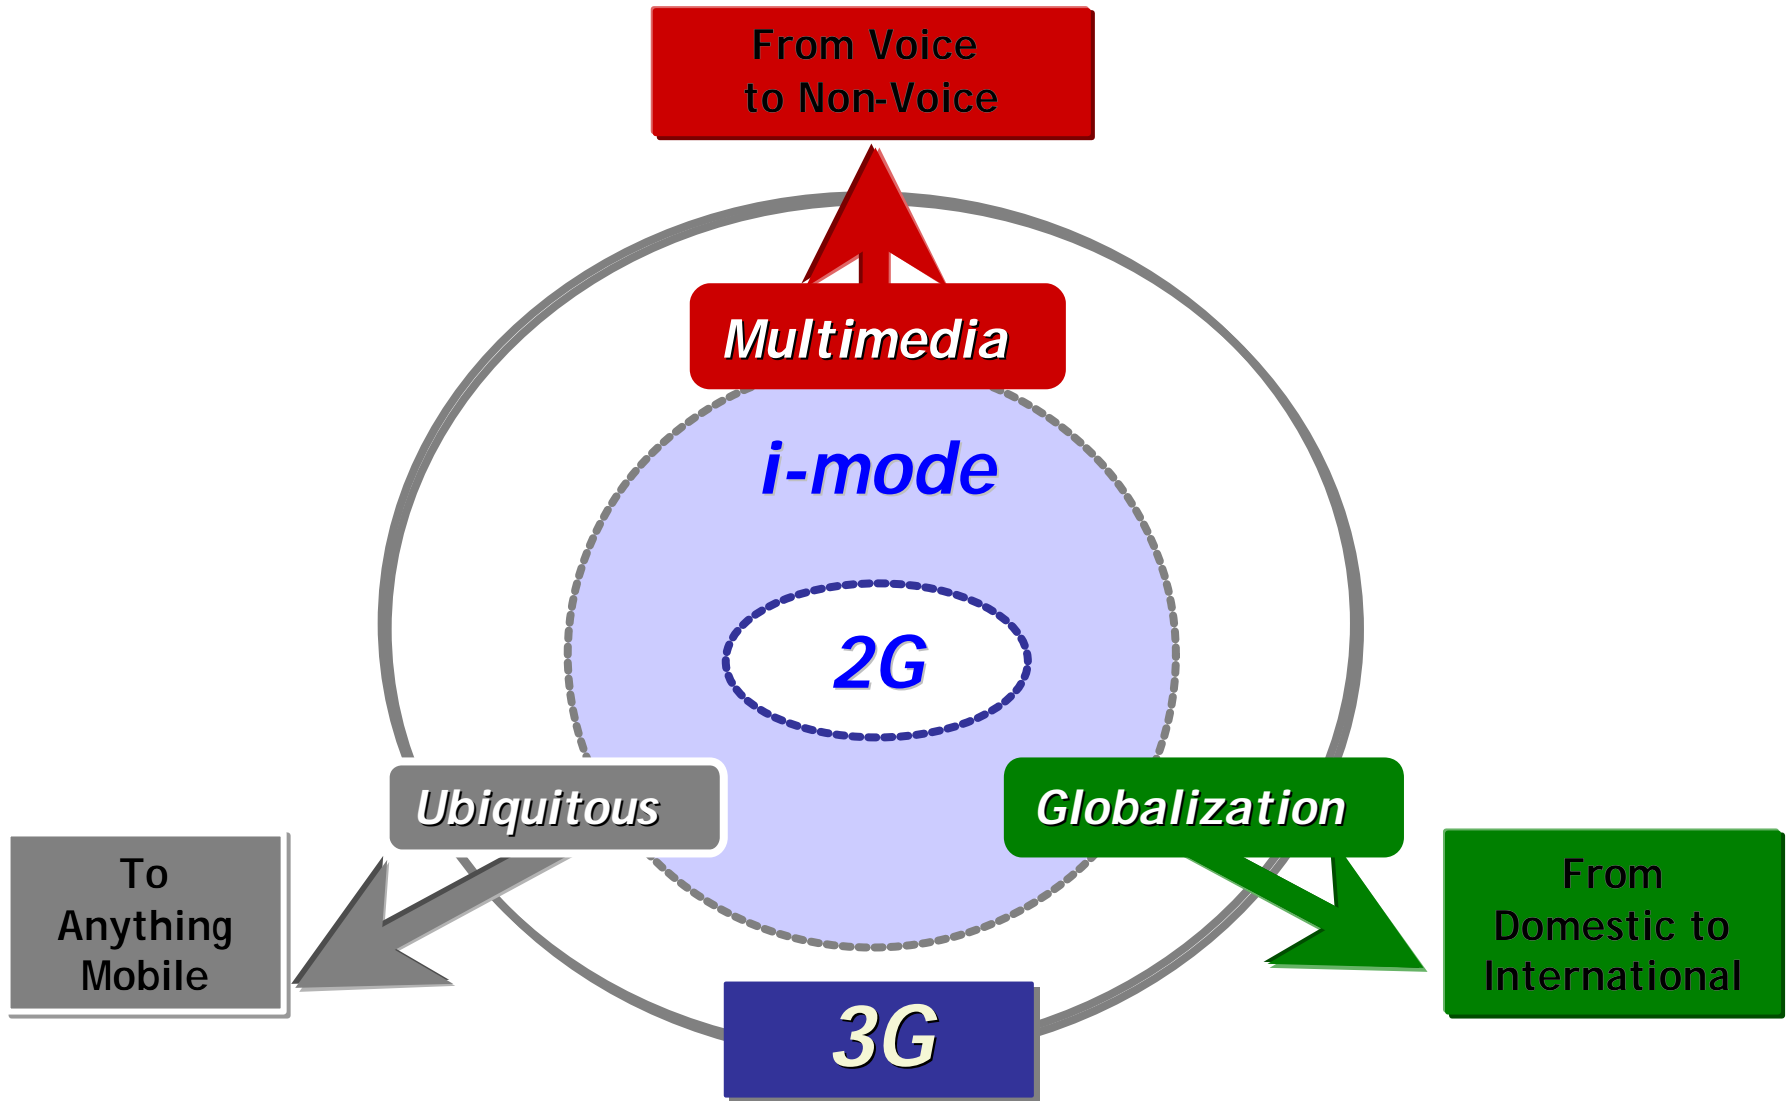 From Voice
to Non-Voice
Multimedia
i-mode
2G
Ubiquitous
Globalization
To
Anything
Mobile
From
Domestic to
International
3G